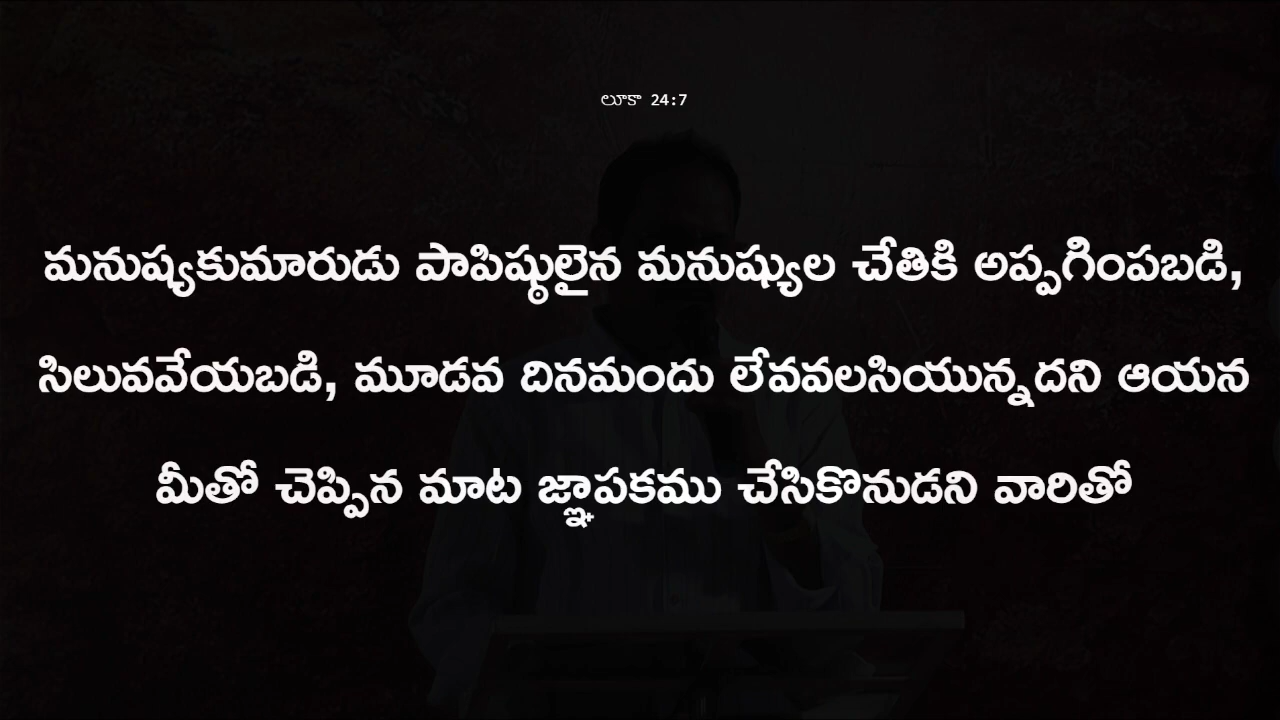 లూకా 24:7
మనుష్యకుమారుడు పాపిష్ఠులైన మనుష్యుల చేతికి అప్పగింపబడి,
సిలువవేయబడి, మూడవ దినమందు లేవవలసియున్నదని ఆయన
మీతో చెప్పిన మాట జ్ఞాపకము చేసికొనుడని వారితో